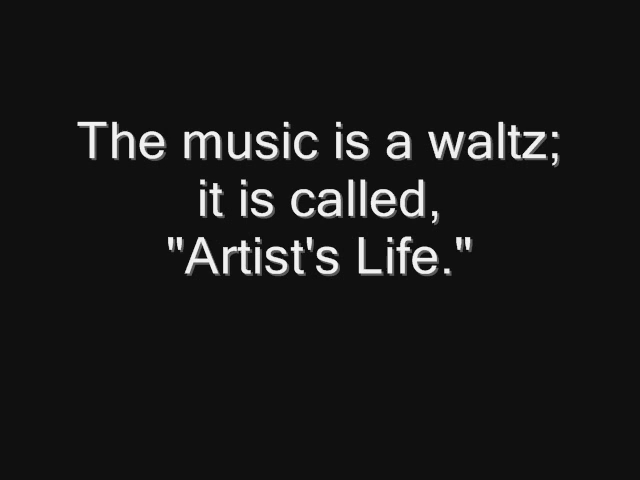 The music is a waltz;
it is called,
"Artist's Life."